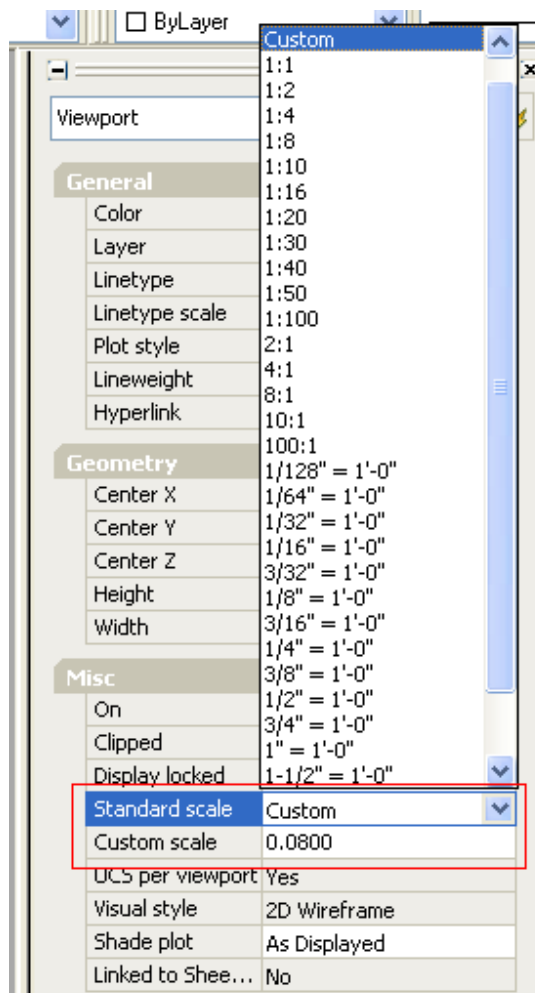 ByLayer
Custom
1:1
1:2
1:4
1:8
1:10
1:16
1:20
1:30
1:40
1:50
1:100
2:1
4:1
8:1
10:1
100:1
1/128" = 1'-0"
1/64" = 1'-0"
1/32" = 1'-0"
1/16" = 1'-0"
3/32" = 1'-0"
1/8" = 1'-0"
3/16" = 1'-0"
1/4" = 1'-0"
3/8" = 1'-0"
1/2" = 1'-0"
3/4" = 1'-0"
1" = 1'-0"
1-1/2" = 1'-0"
Viewport
General
Color
Layer
Linetype
Linetype scale
Plot style
Lineweight
Hyperlink
Geometry
Center X
Center Y
Center Z
Height
Width
Misc
On
Clipped
Display locked
Standard scale Custom
Custom scale 0.0800
UCS per viewport Yes
Visual style 2D Wireframe
Shade plot As Displayed
Linked to Shee... No